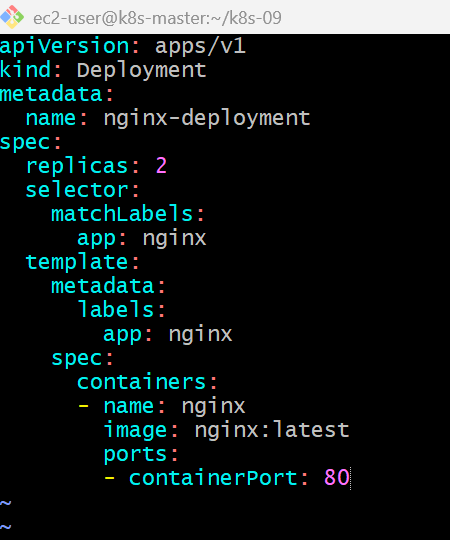 ec2-user@k8s-master:~/k8s-09
apiVersion: apps/v1
kind: Deployment
metadata:
  name: nginx-deployment
spec:
  replicas: 2
  selector:
    matchLabels:
      app: nginx
  template:
    metadata:
      labels:
        app: nginx
    spec:
      containers:
      - name: nginx
        image: nginx:latest
        ports:
        - containerPort: 80
~
~